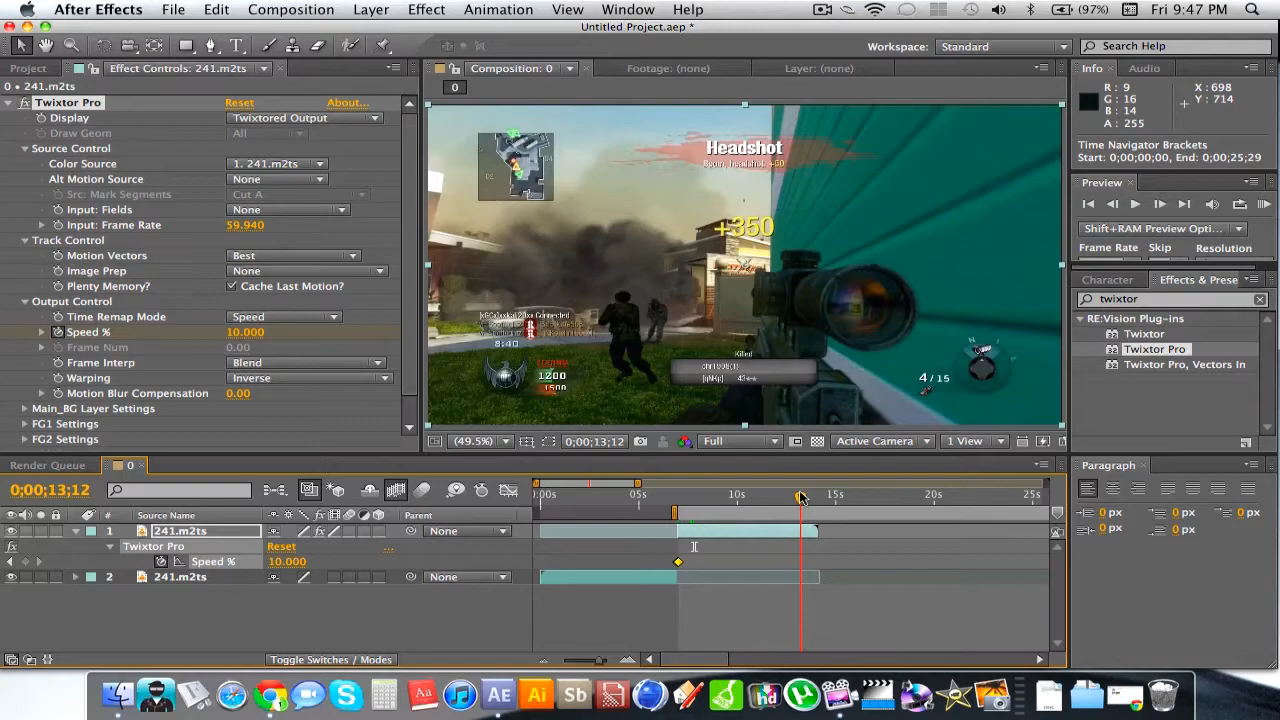 After Effects File Edit Composition Layer Effect Animation View Window Help (97%) Fri 9:47 PM
Untitled Project.aep *
Workspace: Standard Search Help
Project Effect Controls: 241.m2ts Composition: 0 Footage: (none) Layer: (none) Info Audio
0 • 241.m2ts
0
R : 9
G : 16
B : 14
A : 255
X : 698
Y : 714
Twixtor Pro Reset About...
Display Twixtored Output
Draw Geom All
Source Control
Color Source 1. 241.m2ts
Alt Motion Source None
Src: Mark Segments Cut A
Input: Fields None
Input: Frame Rate 59.940
Track Control
Motion Vectors Best
Image Prep None
Plenty Memory? Cache Last Motion?
Output Control
Time Remap Mode Speed
Speed % 10.000
Frame Num 0.00
Frame Interp Blend
Warping Inverse
Motion Blur Compensation 0.00
Main_BG Layer Settings
FG1 Settings
FG2 Settings
Headshot
+350
Connected
8:40
1200
1500
Killed
4 / 15
(49.5%) 0;00;13;12 Full Active Camera 1 View
Time Navigator Brackets
Start: 0;00;00;00, End: 0;00;25;29
Preview
Shift+RAM Preview Opti...
Frame Rate Skip Resolution
Character Effects & Prese
twixtor
RE:Vision Plug-ins
Twixtor
Twixtor Pro
Twixtor Pro, Vectors In
Render Queue 0
0;00;13;12
:00s 05s 10s 15s 20s 25s
# Source Name Parent
1 241.m2ts None
Twixtor Pro Reset ...
Speed % 10.000
2 241.m2ts None
Toggle Switches / Modes
Paragraph
0 px 0 px 0 px
0 px 0 px
AE Ai Sb
hd